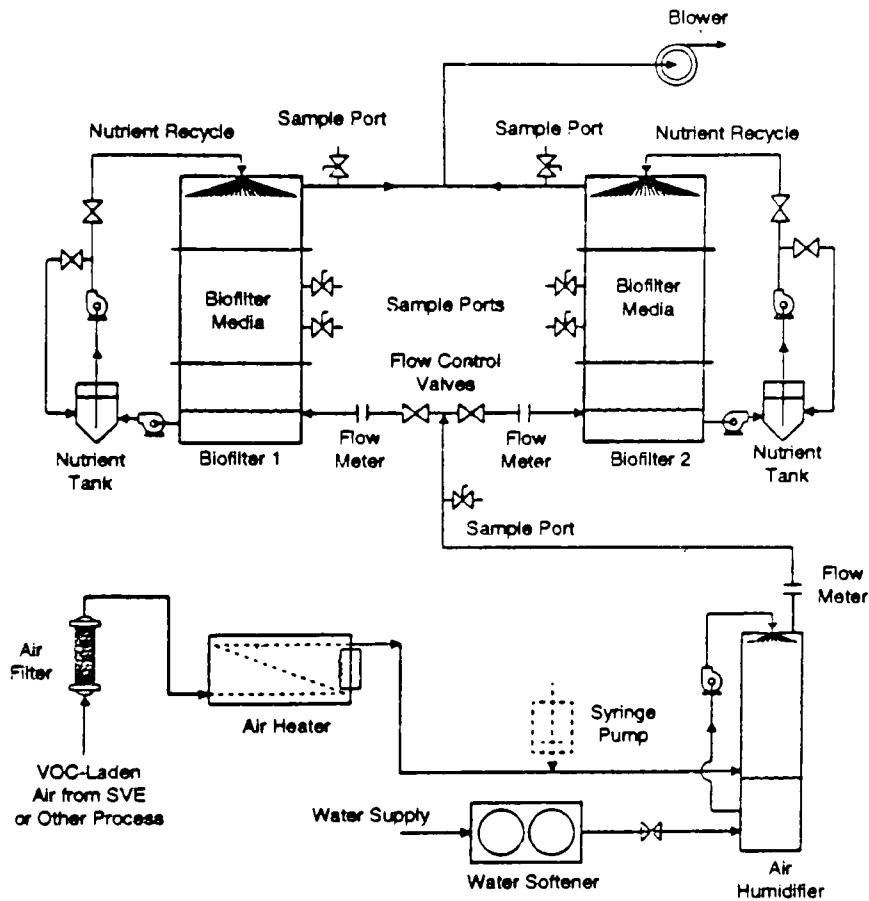 Blower
Nutrient Recycle
Sample Port
Sample Port
Nutrient Recycle
Biofilter
Media
Sample Ports
Biofilter
Media
Flow Control
Valves
Nutrient
Tank
Biofilter 1
Flow
Meter
Flow
Meter
Biofilter 2
Nutrient
Tank
Sample Port
Flow
Meter
Air
Filter
Air Heater
Syringe
Pump
VOC-Laden
Air from SVE
or Other Process
Water Supply
Water Softener
Air
Humidifier